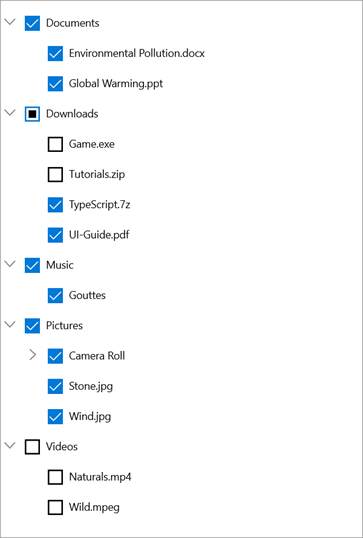 Documents
Environmental Pollution.docx
Global Warming.ppt
Downloads
Game.exe
Tutorials.zip
TypeScript.7z
UI-Guide.pdf
Music
Gouttes
Pictures
Camera Roll
Stone.jpg
Wind.jpg
Videos
Naturals.mp4
Wild.mpeg